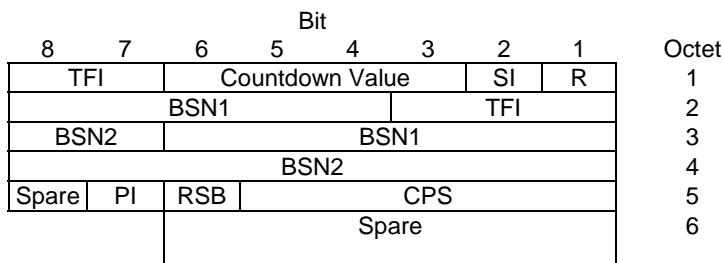 Bit
8 7 6 5 4 3 2 1 Octet
TFI Countdown Value SI R 1
BSN1 TFI 2
BSN2 BSN1 3
BSN2 4
Spare PI RSB CPS 5
Spare 6